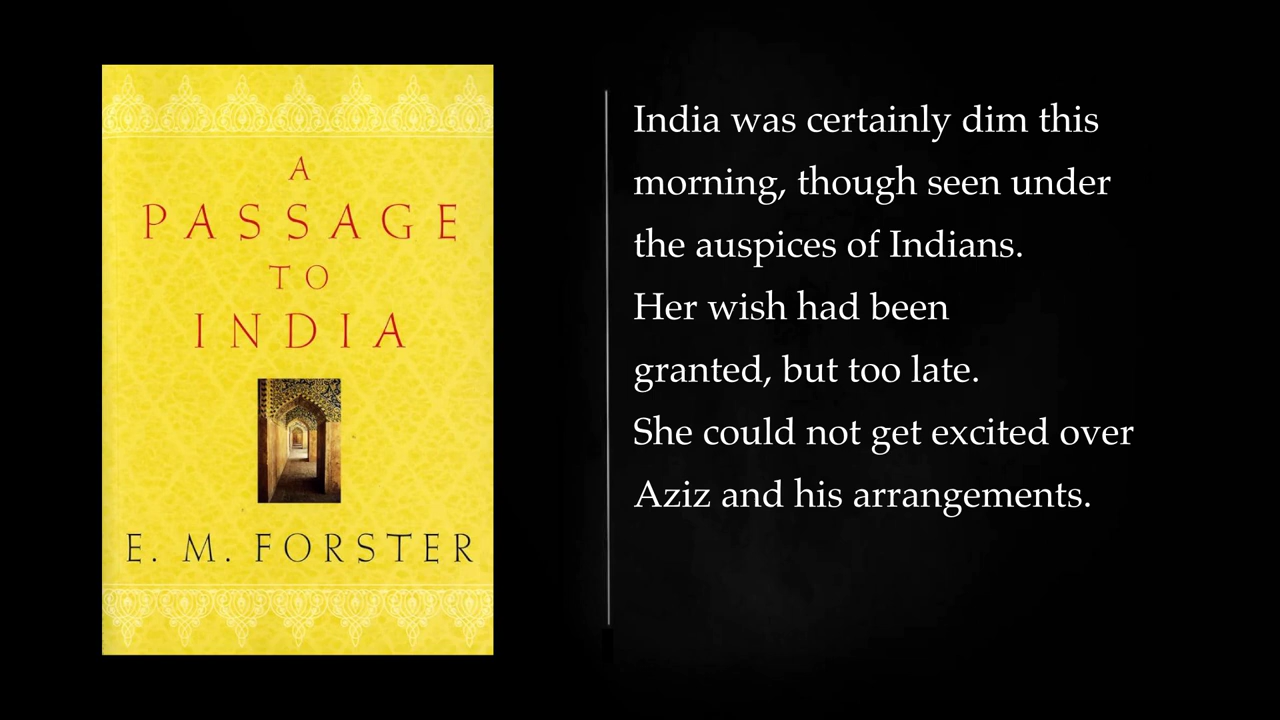 A
PASSAGE
TO
INDIA
E. M. FORSTER
India was certainly dim this
morning, though seen under
the auspices of Indians.
Her wish had been
granted, but too late.
She could not get excited over
Aziz and his arrangements.